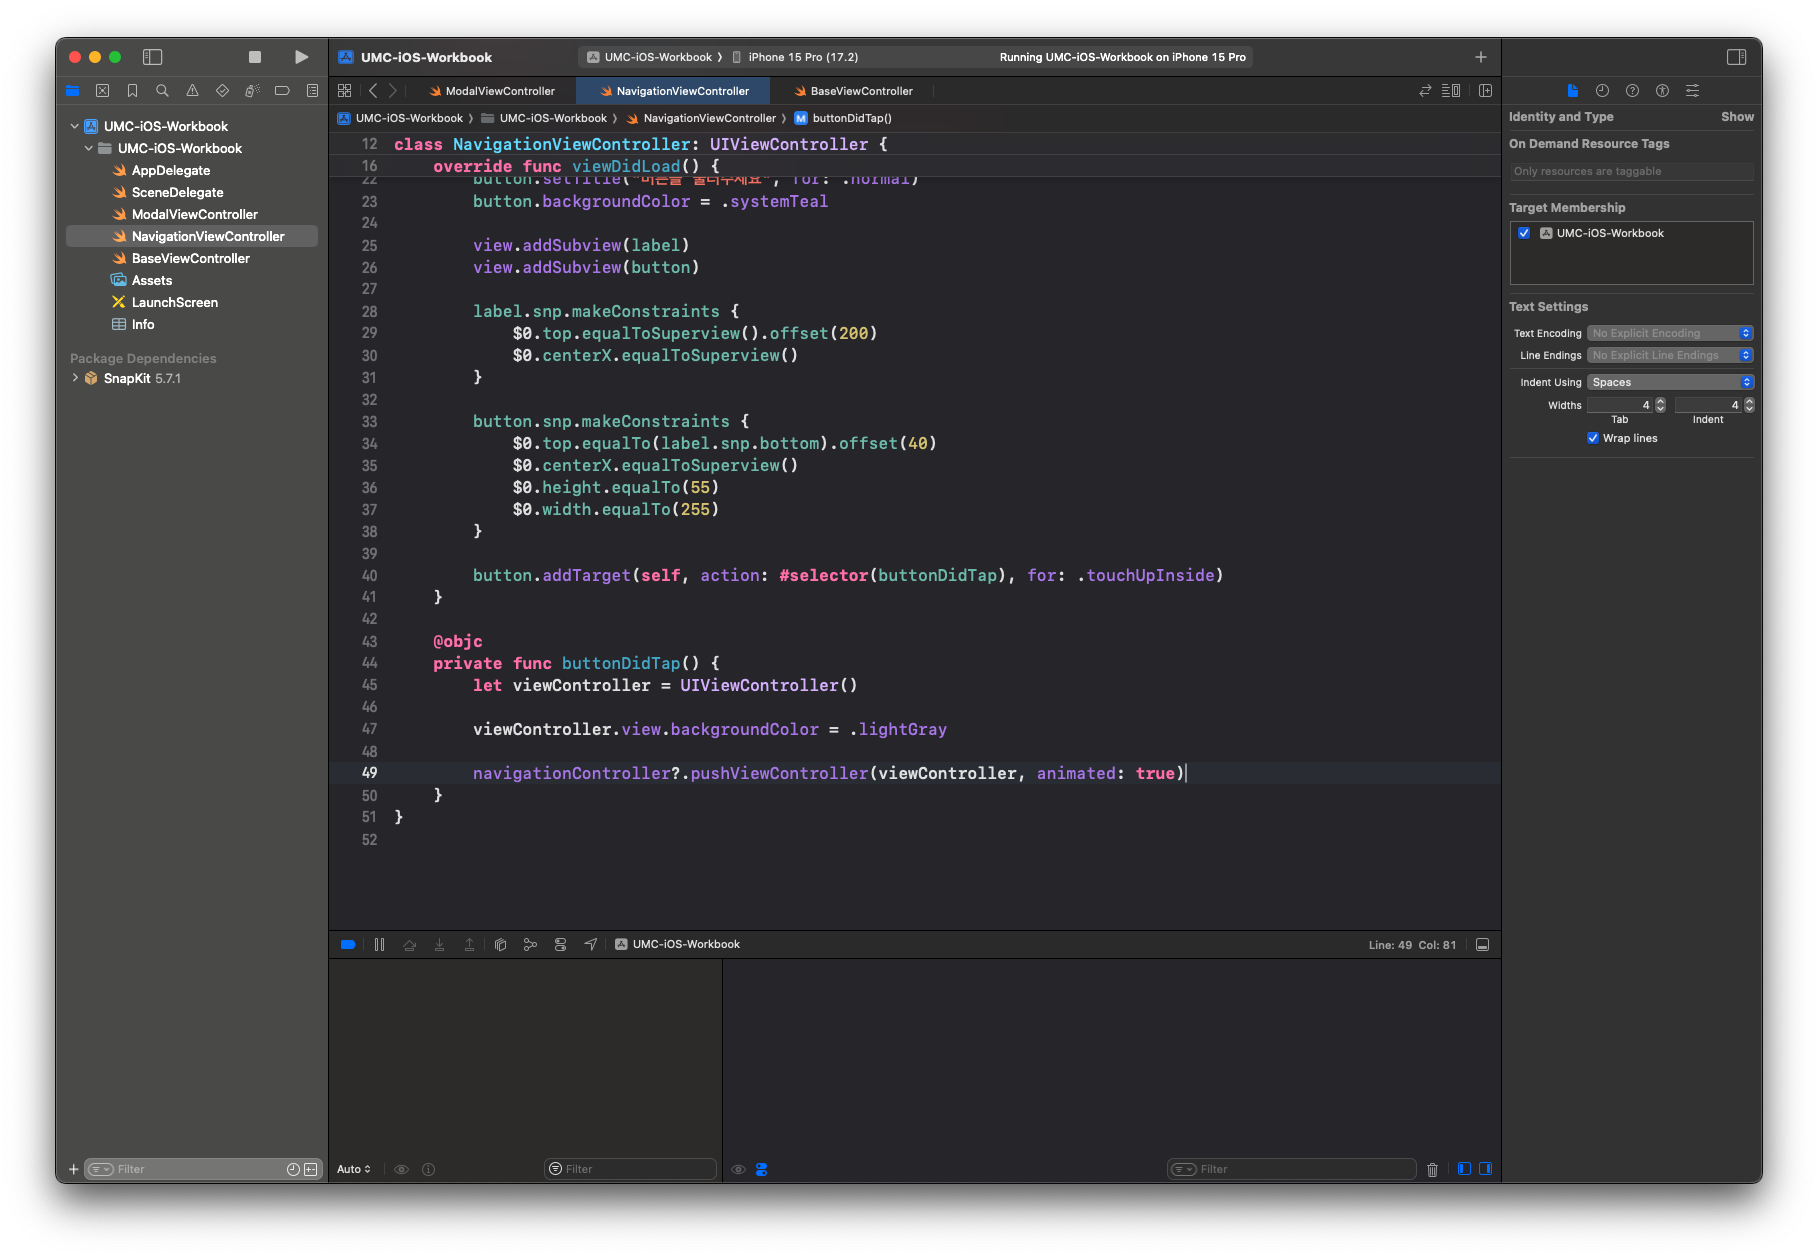 UMC-iOS-Workbook
UMC-iOS-Workbook 〉 iPhone 15 Pro (17.2)
Running UMC-iOS-Workbook on iPhone 15 Pro
ModalViewController
NavigationViewController
BaseViewController
UMC-iOS-Workbook 〉 UMC-iOS-Workbook 〉 NavigationViewController 〉 M buttonDidTap()
UMC-iOS-Workbook
UMC-iOS-Workbook
AppDelegate
SceneDelegate
ModalViewController
NavigationViewController
BaseViewController
Assets
LaunchScreen
Info
Package Dependencies
SnapKit 5.7.1
Filter
12 class NavigationViewController: UIViewController {
16 override func viewDidLoad() {
22 button.setTitle("버튼을 눌러주세요", for: .normal)
23 button.backgroundColor = .systemTeal
24
25 view.addSubview(label)
26 view.addSubview(button)
27
28 label.snp.makeConstraints {
29 $0.top.equalToSuperview().offset(200)
30 $0.centerX.equalToSuperview()
31 }
32
33 button.snp.makeConstraints {
34 $0.top.equalTo(label.snp.bottom).offset(40)
35 $0.centerX.equalToSuperview()
36 $0.height.equalTo(55)
37 $0.width.equalTo(255)
38 }
39
40 button.addTarget(self, action: #selector(buttonDidTap), for: .touchUpInside)
41 }
42
43 @objc
44 private func buttonDidTap() {
45 let viewController = UIViewController()
46
47 viewController.view.backgroundColor = .lightGray
48
49 navigationController?.pushViewController(viewController, animated: true)
50 }
51 }
52
UMC-iOS-Workbook
Line: 49 Col: 81
Auto
Filter
Filter
Identity and Type
Show
On Demand Resource Tags
Only resources are taggable
Target Membership
UMC-iOS-Workbook
Text Settings
Text Encoding No Explicit Encoding
Line Endings No Explicit Line Endings
Indent Using Spaces
Widths 4 4
Tab Indent
Wrap lines